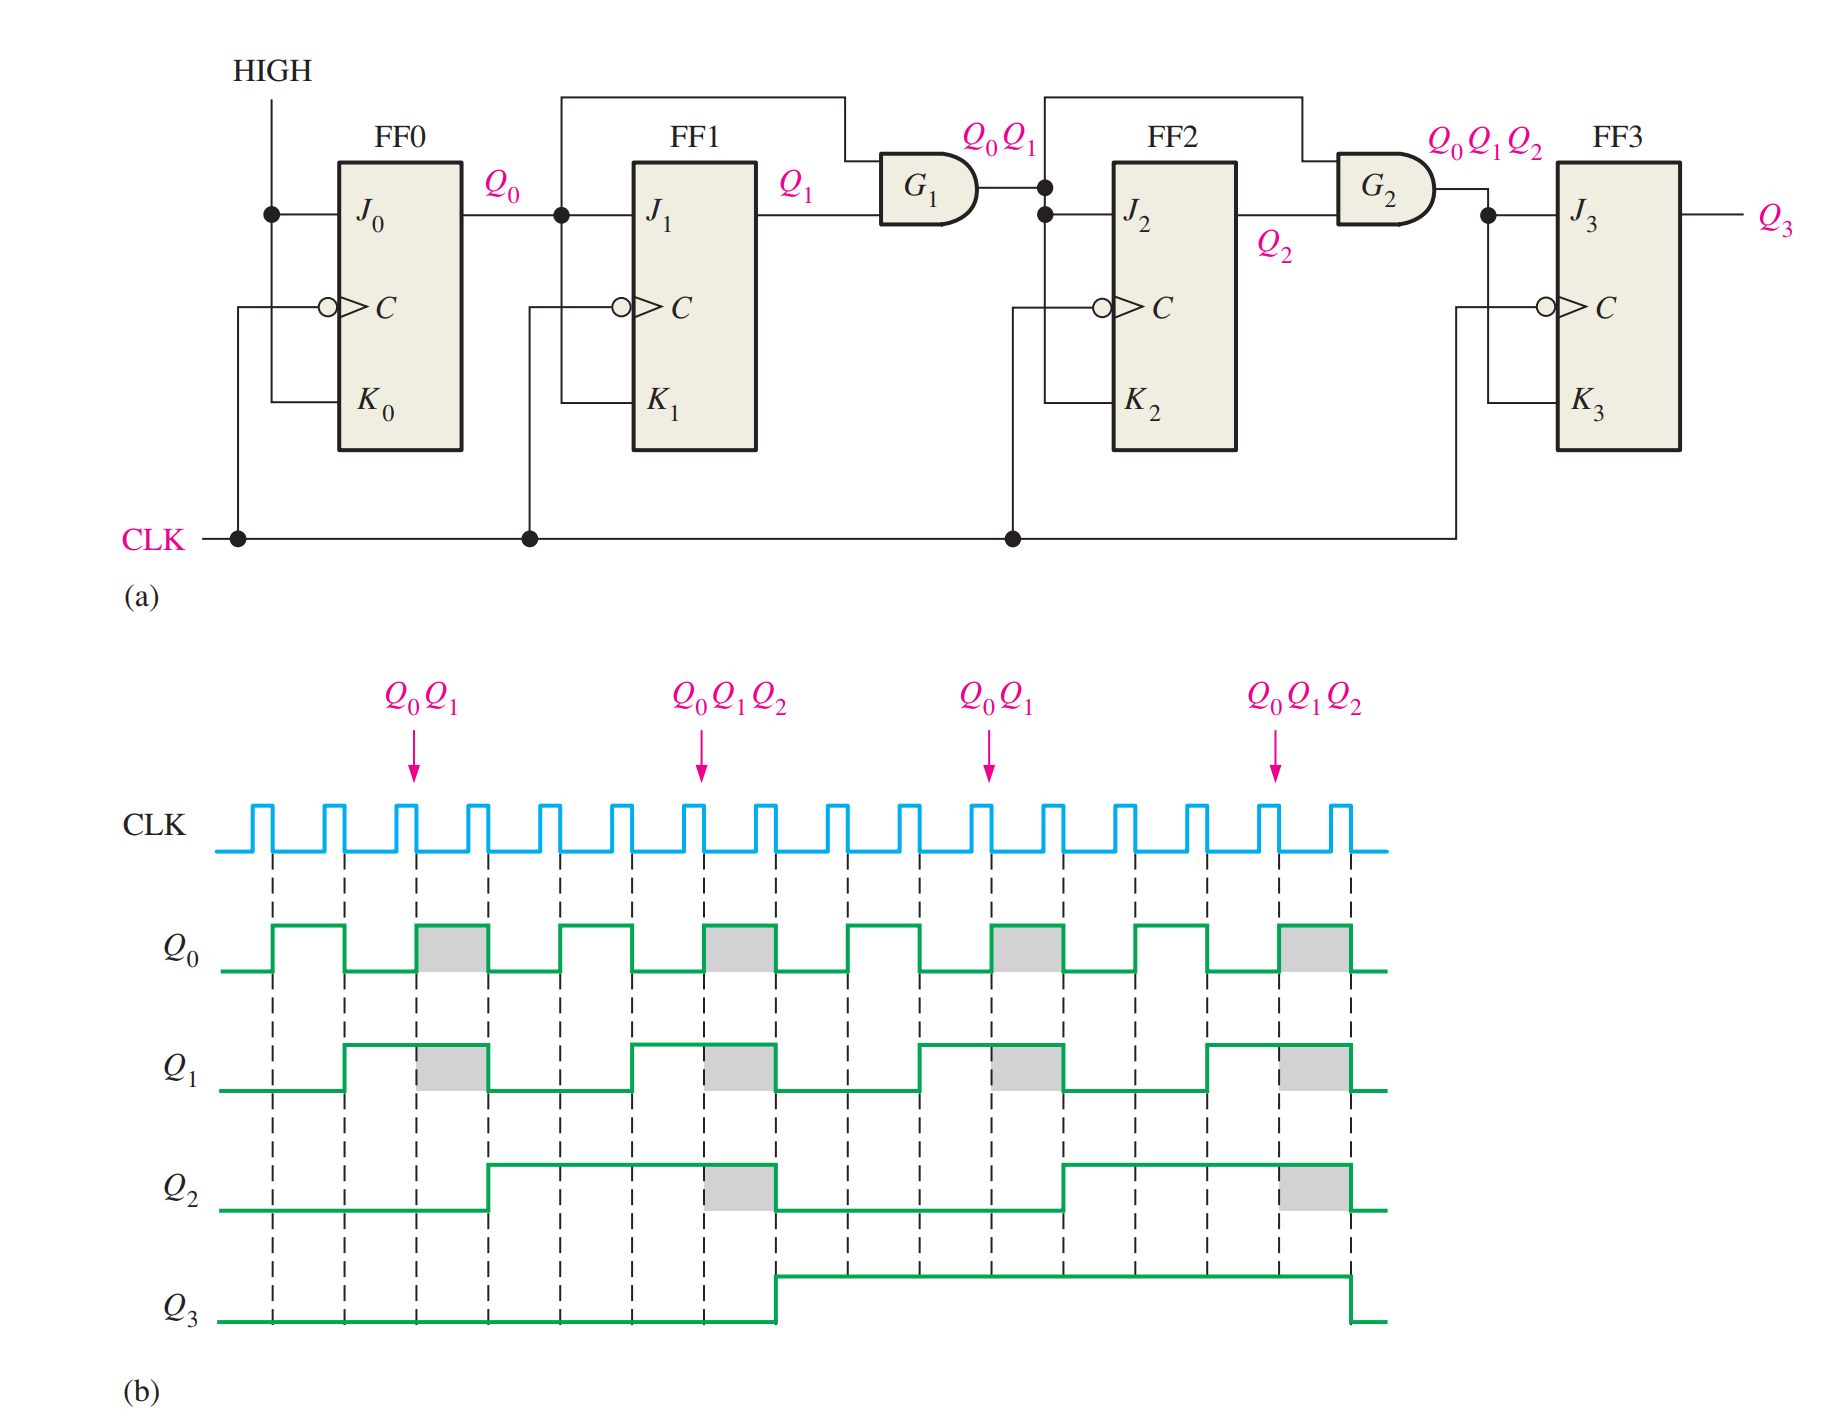 HIGH
FF0 FF1 FF2 FF3
Q0 Q1 Q0Q1 Q0Q1Q2
J0 J1 G1 J2 G2 J3 Q3
Q2
C C C C
K0 K1 K2 K3
CLK
(a)
Q0Q1 Q0Q1Q2 Q0Q1 Q0Q1Q2
CLK
Q0
Q1
Q2
Q3
(b)